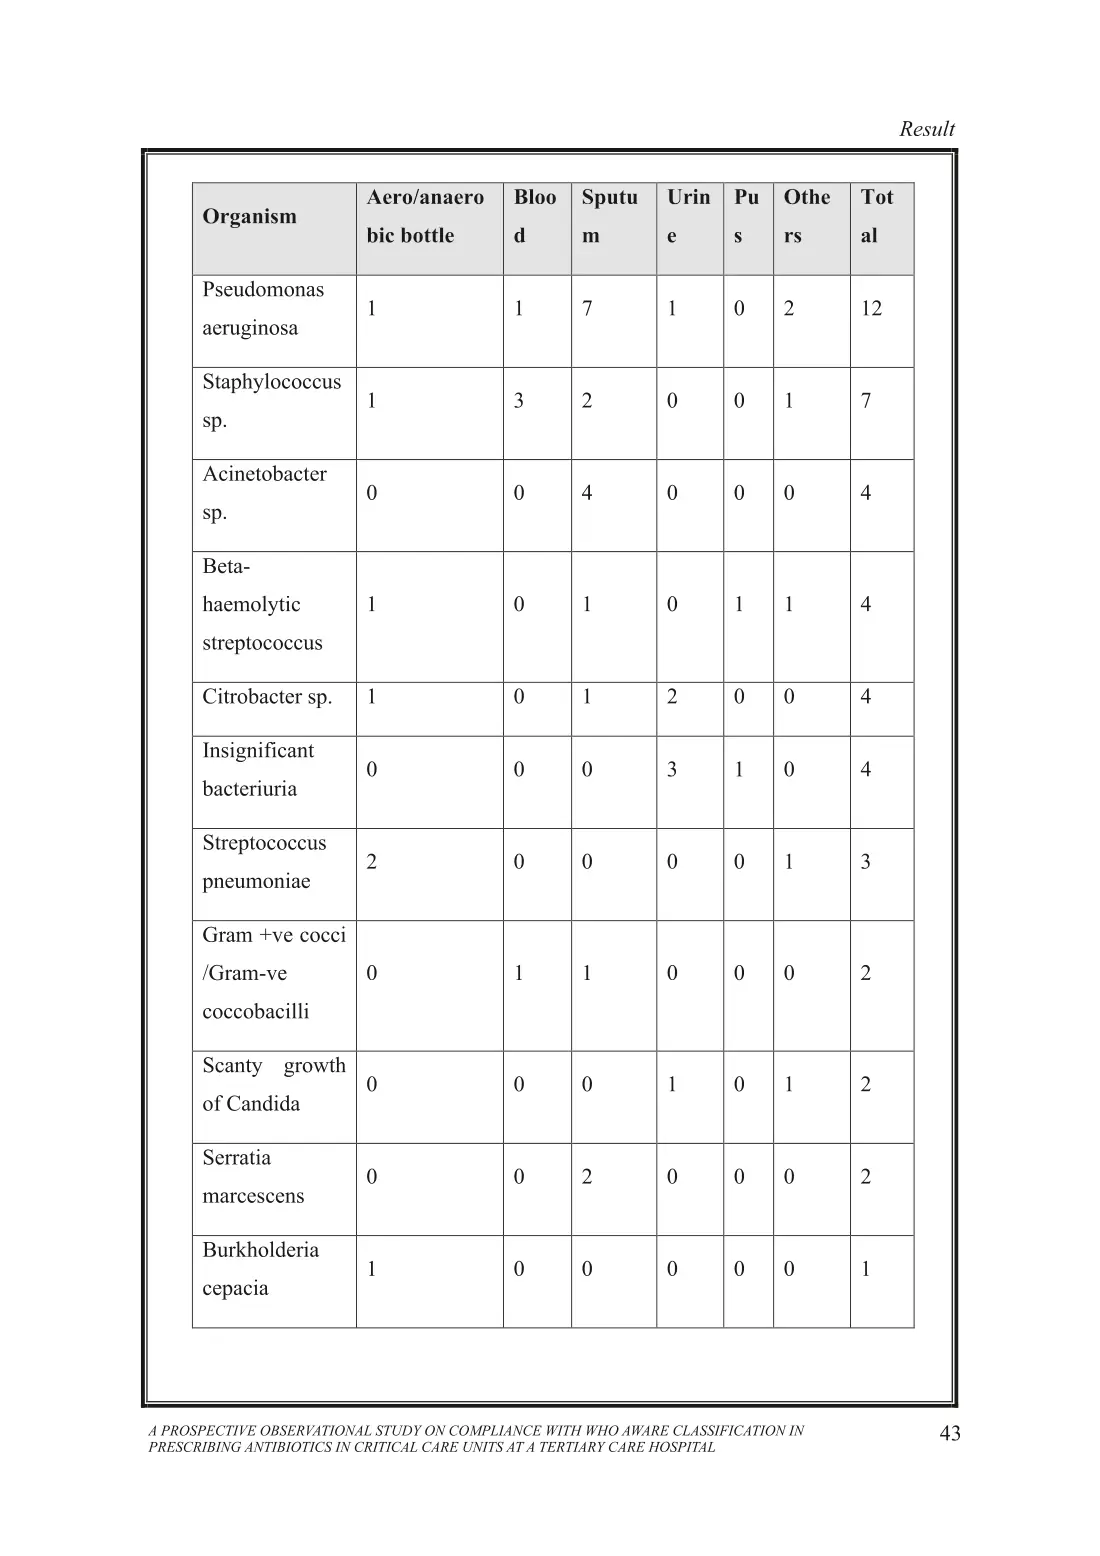 Result
Organism Aero/anaero bic bottle Bloo d Sputu m Urin e Pu s Othe rs Tot al
Pseudomonas aeruginosa 1 1 7 1 0 2 12
Staphylococcus sp. 1 3 2 0 0 1 7
Acinetobacter sp. 0 0 4 0 0 0 4
Beta- haemolytic streptococcus 1 0 1 0 1 1 4
Citrobacter sp. 1 0 1 2 0 0 4
Insignificant bacteriuria 0 0 0 3 1 0 4
Streptococcus pneumoniae 2 0 0 0 0 1 3
Gram +ve cocci /Gram-ve coccobacilli 0 1 1 0 0 0 2
Scanty growth of Candida 0 0 0 1 0 1 2
Serratia marcescens 0 0 2 0 0 0 2
Burkholderia cepacia 1 0 0 0 0 0 1
A PROSPECTIVE OBSERVATIONAL STUDY ON COMPLIANCE WITH WHO AWARE CLASSIFICATION IN
PRESCRIBING ANTIBIOTICS IN CRITICAL CARE UNITS AT A TERTIARY CARE HOSPITAL
43